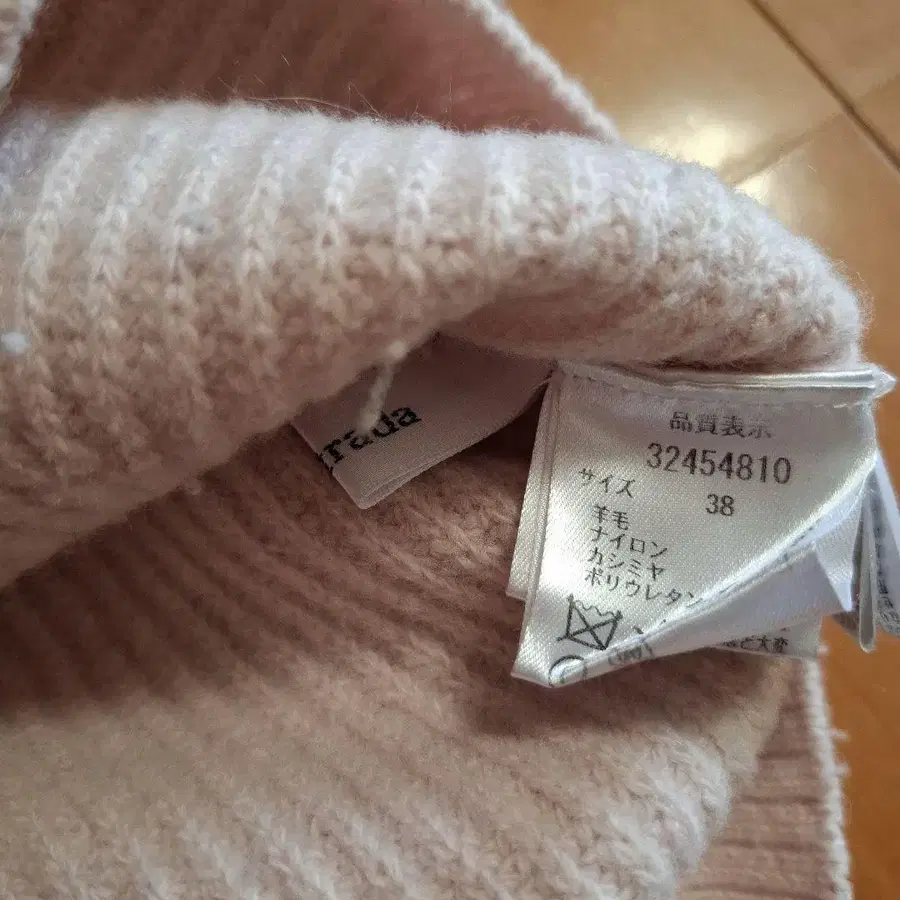 品質表示
32454810
サイズ
38
羊毛
ナイロン
カシミヤ
ポリウレタン
rada